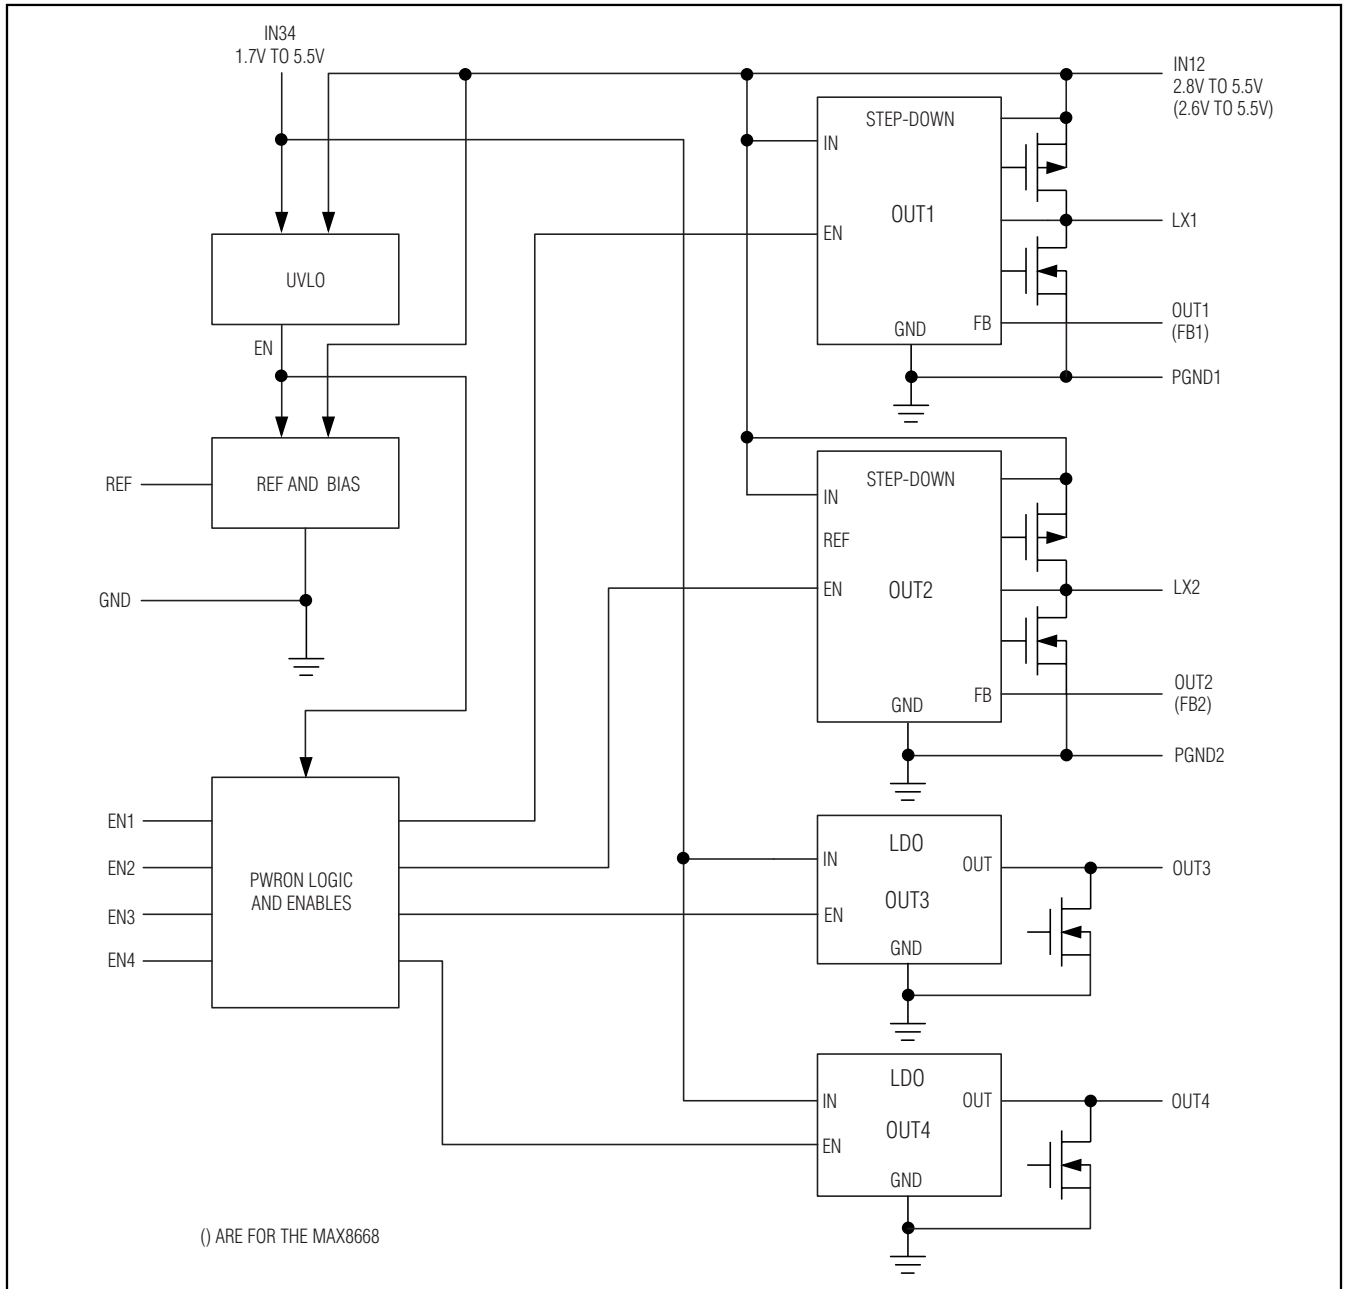 IN34
1.7V TO 5.5V
IN12
2.8V TO 5.5V
(2.6V TO 5.5V)
STEP-DOWN
IN
OUT1
EN
GND
FB
LX1
OUT1
(FB1)
PGND1
UVLO
EN
REF
REF AND BIAS
GND
STEP-DOWN
IN
REF
EN
OUT2
GND
FB
LX2
OUT2
(FB2)
PGND2
EN1
EN2
EN3
EN4
PWRON LOGIC
AND ENABLES
LDO
IN
OUT
OUT3
EN
GND
OUT3
LDO
IN
OUT
OUT4
EN
GND
OUT4
() ARE FOR THE MAX8668